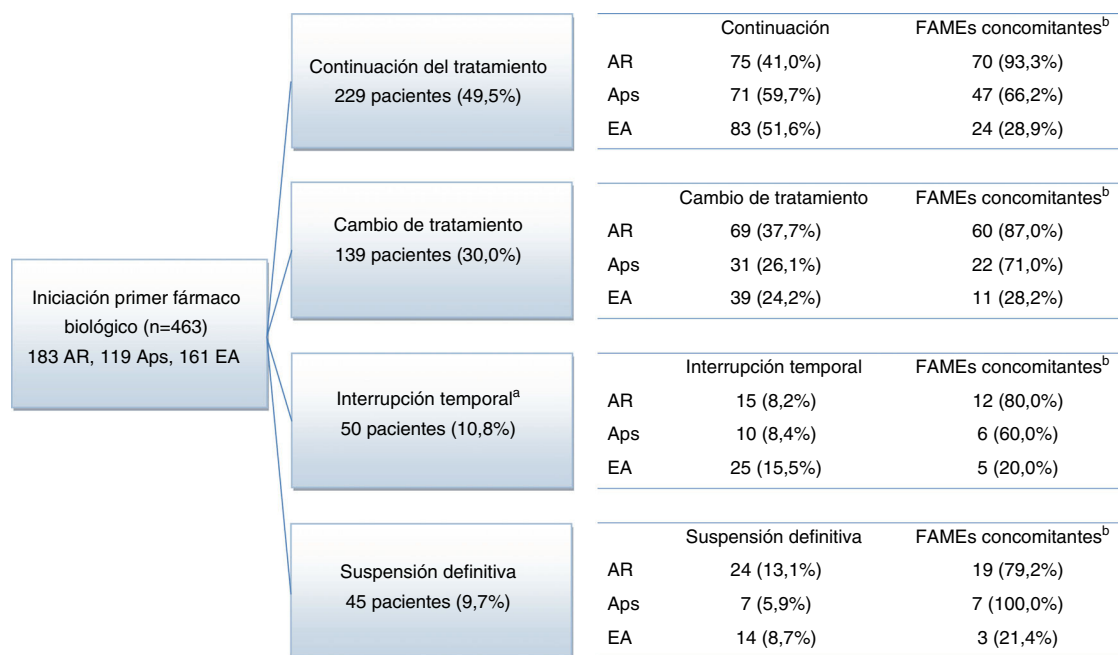 Iniciación primer fármaco
biológico (n=463)
183 AR, 119 Aps, 161 EA
Continuación del tratamiento
229 pacientes (49,5%)
Continuación FAMEs concomitantesᵇ
AR 75 (41,0%) 70 (93,3%)
Aps 71 (59,7%) 47 (66,2%)
EA 83 (51,6%) 24 (28,9%)
Cambio de tratamiento
139 pacientes (30,0%)
Cambio de tratamiento FAMEs concomitantesᵇ
AR 69 (37,7%) 60 (87,0%)
Aps 31 (26,1%) 22 (71,0%)
EA 39 (24,2%) 11 (28,2%)
Interrupción temporalᵃ
50 pacientes (10,8%)
Interrupción temporal FAMEs concomitantesᵇ
AR 15 (8,2%) 12 (80,0%)
Aps 10 (8,4%) 6 (60,0%)
EA 25 (15,5%) 5 (20,0%)
Suspensión definitiva
45 pacientes (9,7%)
Suspensión definitiva FAMEs concomitantesᵇ
AR 24 (13,1%) 19 (79,2%)
Aps 7 (5,9%) 7 (100,0%)
EA 14 (8,7%) 3 (21,4%)